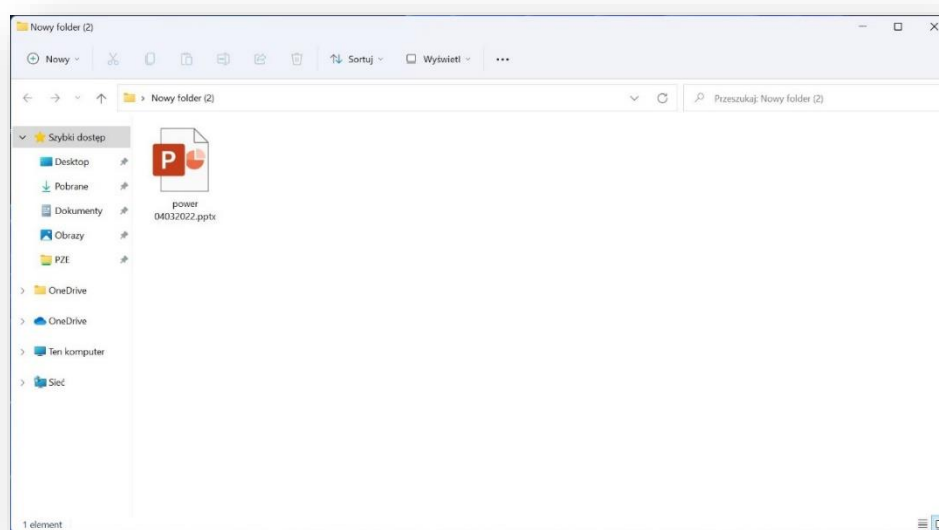 Nowy folder (2)
Nowy
Sortuj
Wyświetl
Nowy folder (2)
Przeszukaj: Nowy folder (2)
Szybki dostęp
Desktop
Pobrane
Dokumenty
Obrazy
PZE
OneDrive
OneDrive
Ten komputer
Sieć
P
power
04032022.pptx
1 element